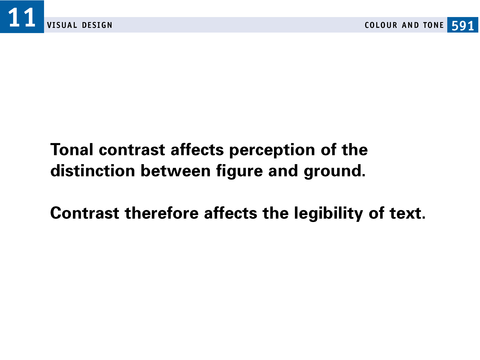 11 VISUAL DESIGN COLOUR AND TONE 591
Tonal contrast affects perception of the
distinction between figure and ground.
Contrast therefore affects the legibility of text.